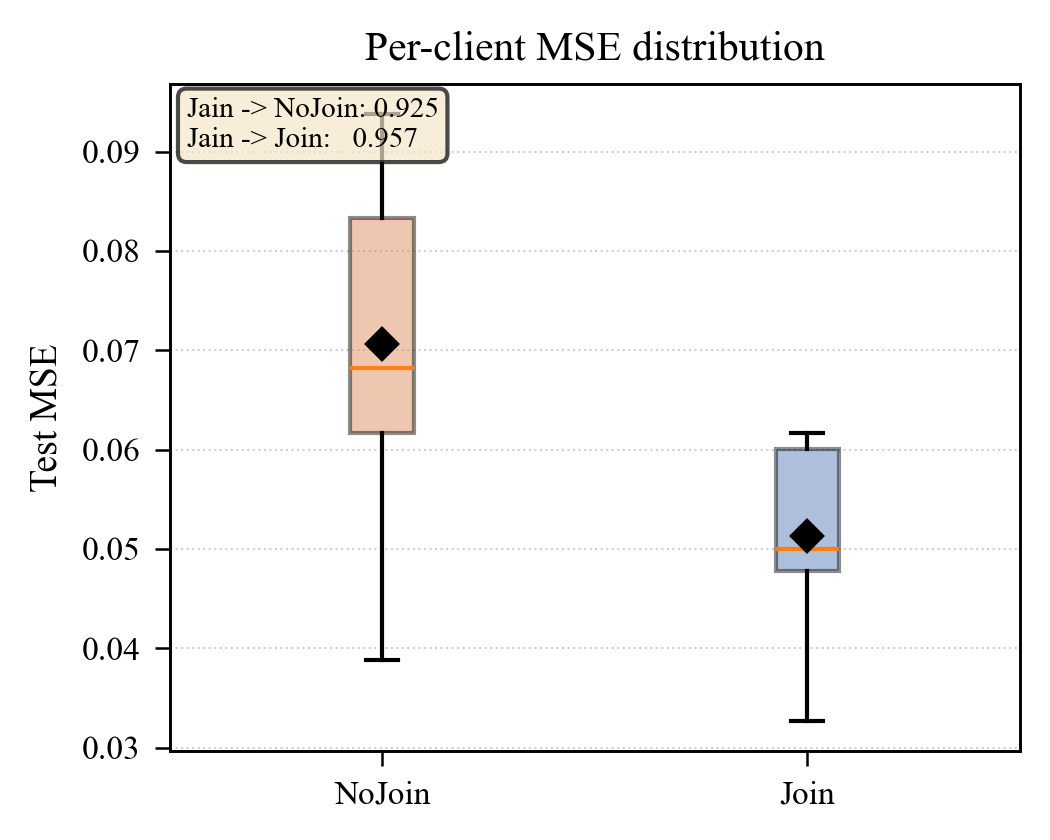 Per-client MSE distribution
Jain -> NoJoin: 0.925
Jain -> Join: 0.957
0.09
0.08
0.07
0.06
0.05
0.04
0.03
Test MSE
NoJoin
Join